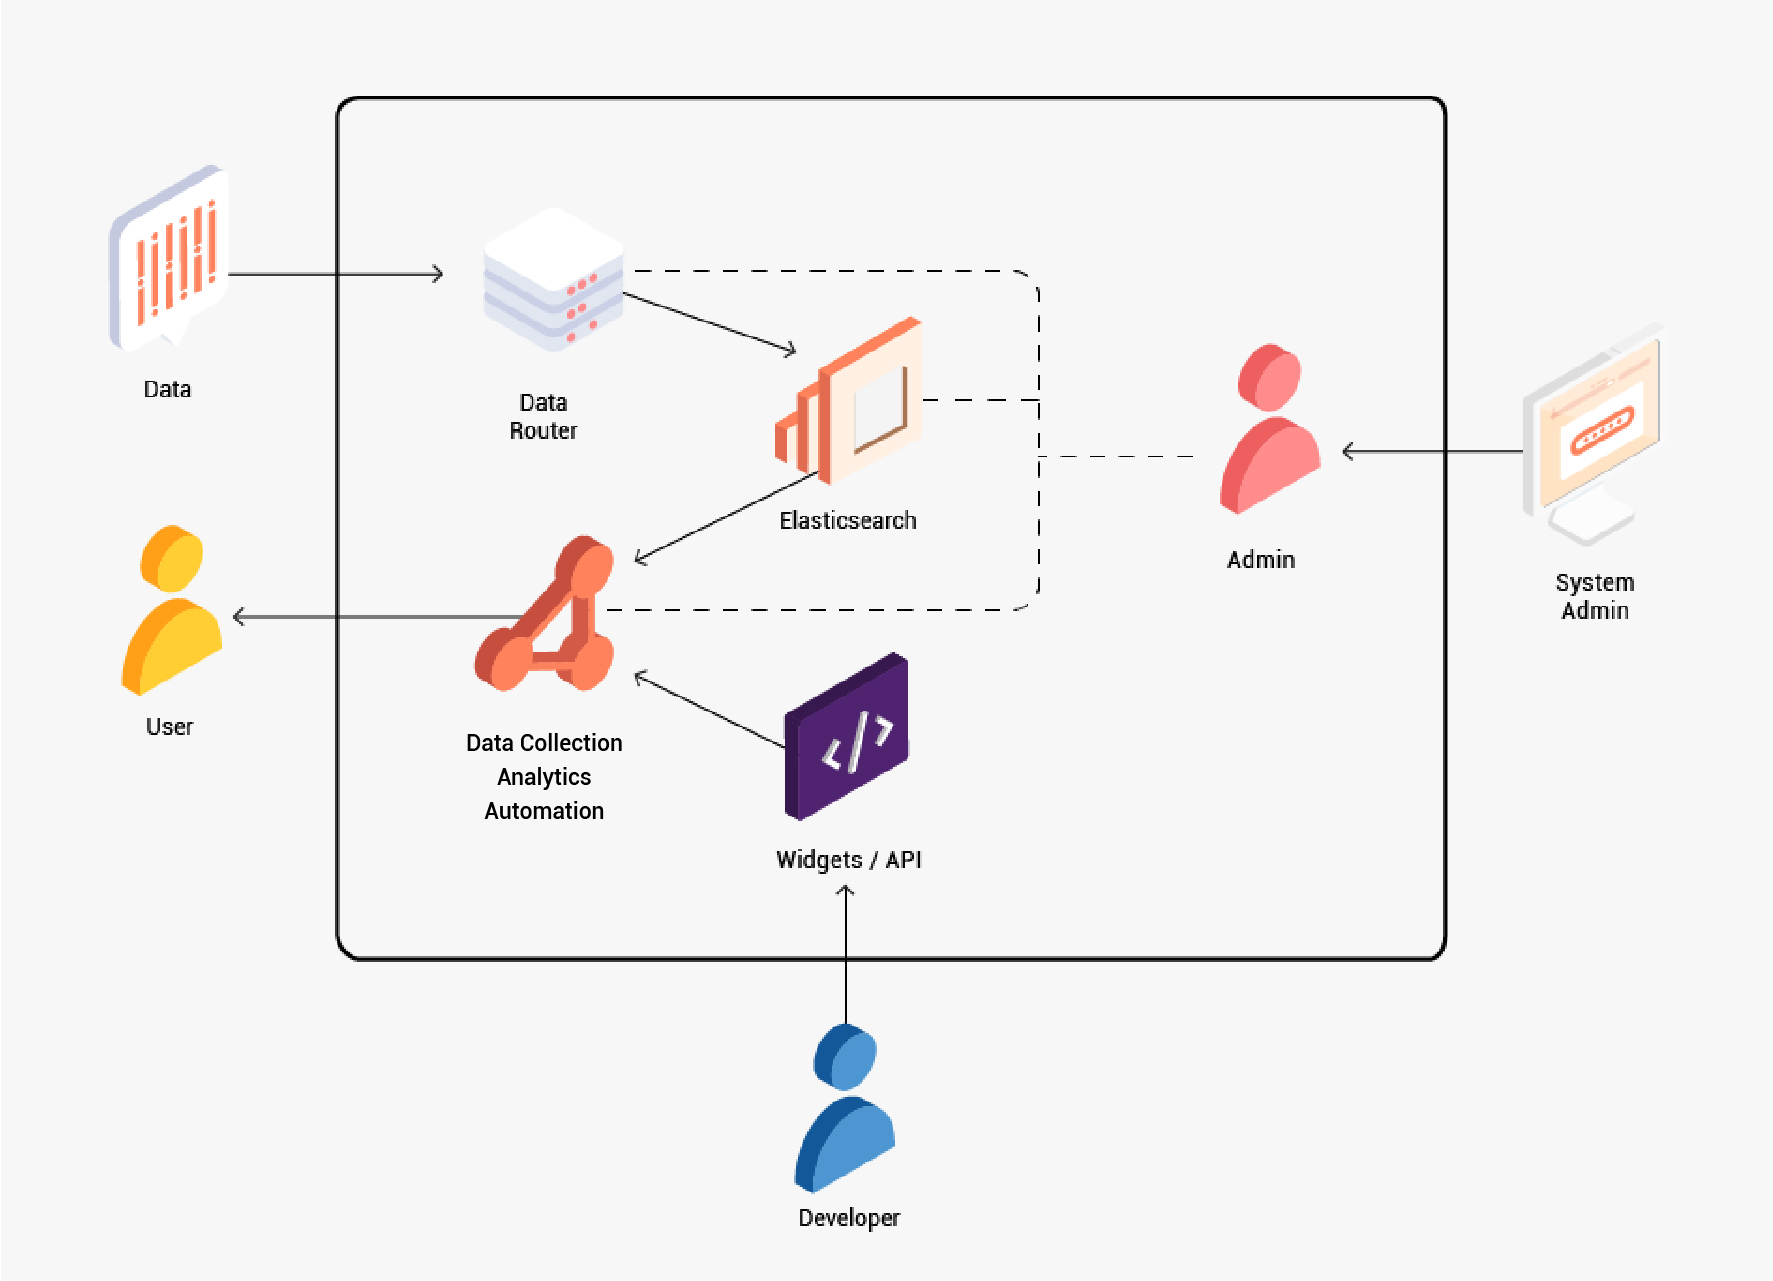 Data
Data
Router
Elasticsearch
Admin
System
Admin
User
Data Collection
Analytics
Automation
Widgets / API
Developer